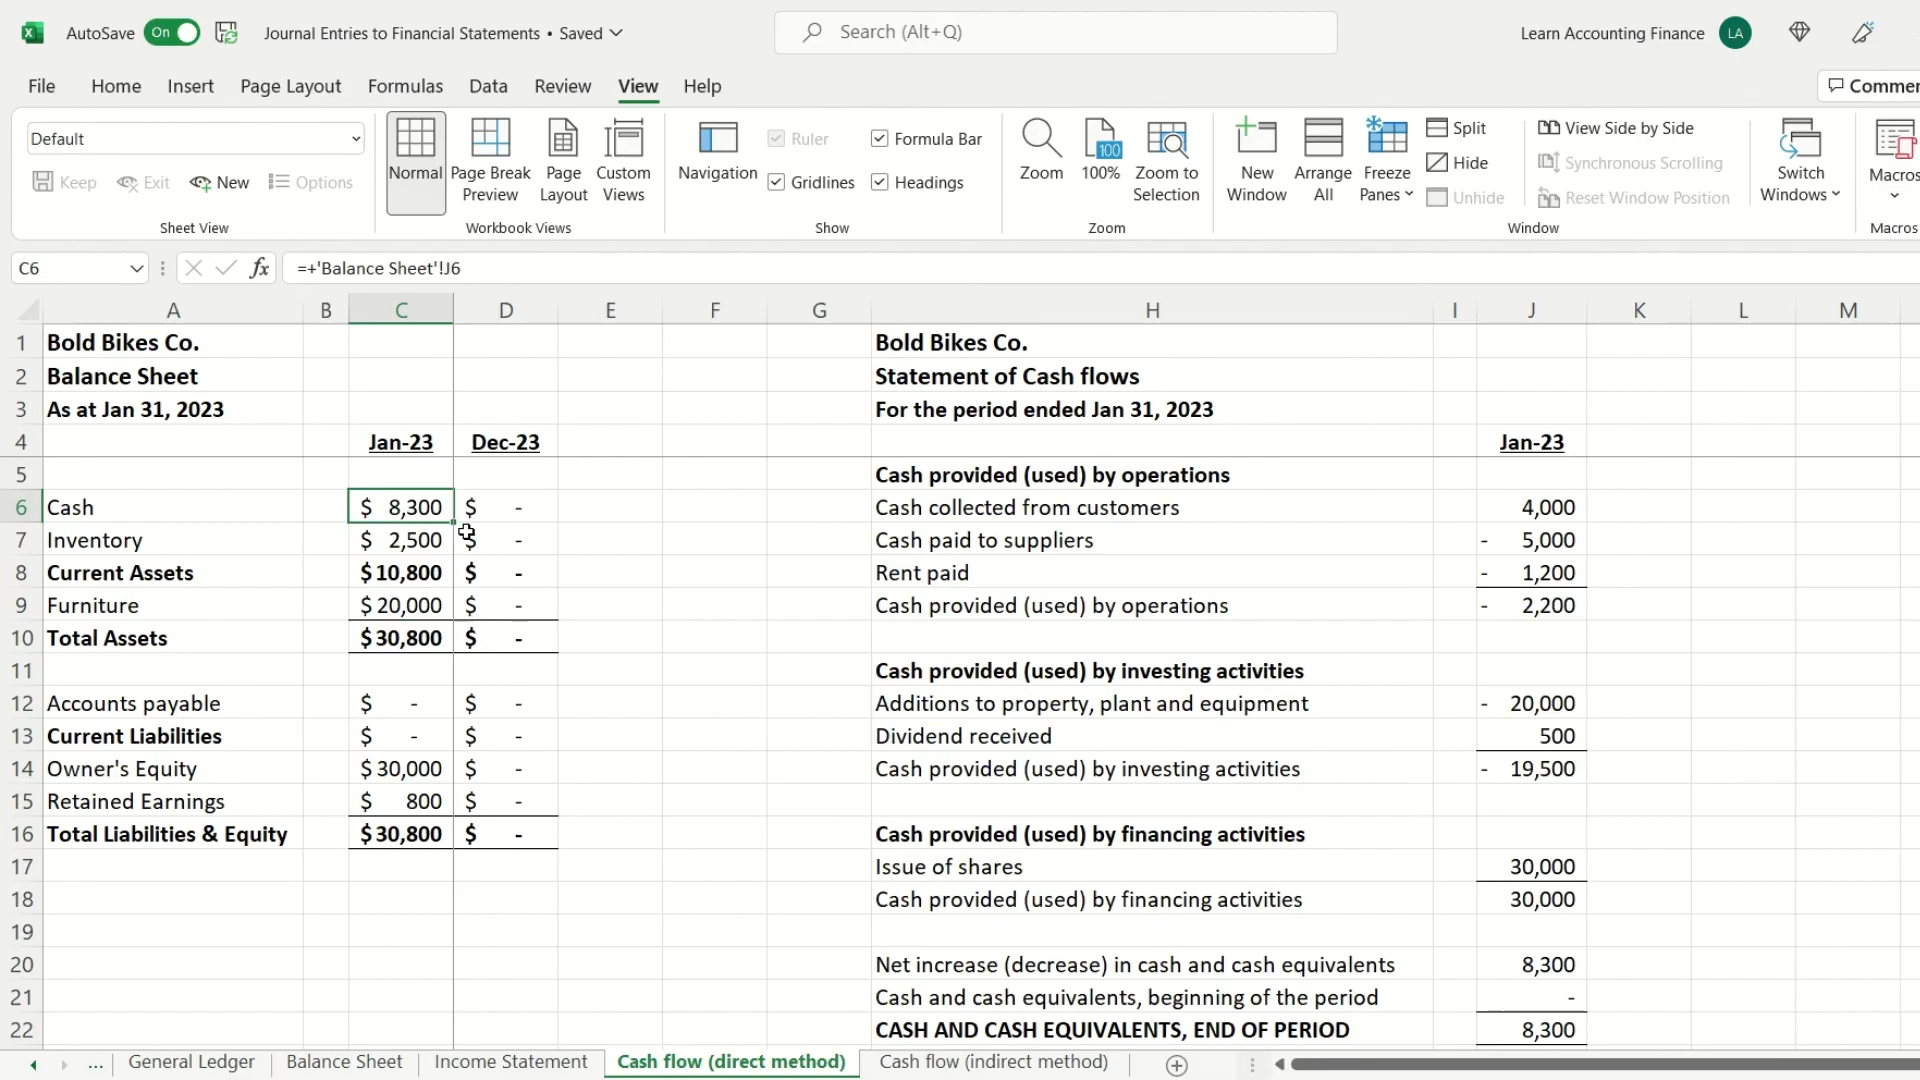 AutoSave On Journal Entries to Financial Statements • Saved Search (Alt+Q) Learn Accounting Finance LA
File Home Insert Page Layout Formulas Data Review View Help Commen
Default
Keep Exit New Options
Sheet View
Normal Page Break Preview Page Layout Custom Views
Workbook Views
Navigation Ruler Formula Bar
Gridlines Headings
Show
Zoom 100 100% Zoom to Selection
Zoom
New Window Arrange All Freeze Panes Split Hide Unhide
View Side by Side
Synchronous Scrolling
Reset Window Position
Switch Windows
Window
Macros
Macros
C6 fx =+'Balance Sheet'!J6
A B C D E F G H I J K L M
1 Bold Bikes Co. Bold Bikes Co.
2 Balance Sheet Statement of Cash flows
3 As at Jan 31, 2023 For the period ended Jan 31, 2023
4 Jan-23 Dec-23 Jan-23
5 Cash provided (used) by operations
6 Cash $ 8,300 $ - Cash collected from customers 4,000
7 Inventory $ 2,500 $ - Cash paid to suppliers - 5,000
8 Current Assets $ 10,800 $ - Rent paid - 1,200
9 Furniture $ 20,000 $ - Cash provided (used) by operations - 2,200
10 Total Assets $ 30,800 $ -
11 Cash provided (used) by investing activities
12 Accounts payable $ - $ - Additions to property, plant and equipment - 20,000
13 Current Liabilities $ - $ - Dividend received 500
14 Owner's Equity $ 30,000 $ - Cash provided (used) by investing activities - 19,500
15 Retained Earnings $ 800 $ -
16 Total Liabilities & Equity $ 30,800 $ - Cash provided (used) by financing activities
17 Issue of shares 30,000
18 Cash provided (used) by financing activities 30,000
19
20 Net increase (decrease) in cash and cash equivalents 8,300
21 Cash and cash equivalents, beginning of the period -
22 CASH AND CASH EQUIVALENTS, END OF PERIOD 8,300
... General Ledger Balance Sheet Income Statement Cash flow (direct method) Cash flow (indirect method)